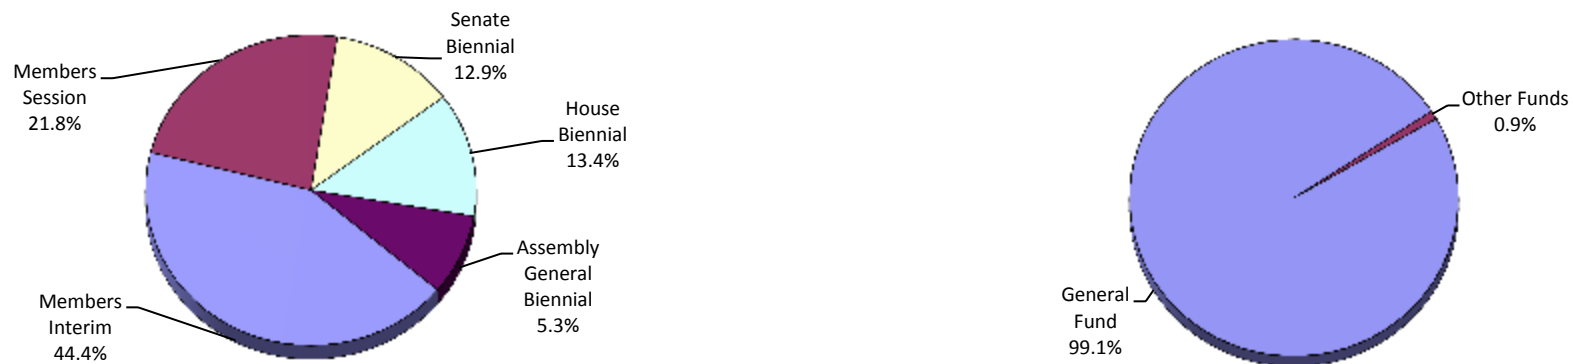 Senate
Biennial
12.9%
Members
Session
21.8%
House
Biennial
13.4%
Assembly
General
Biennial
5.3%
Members
Interim
44.4%
Other Funds
0.9%
General
Fund
99.1%